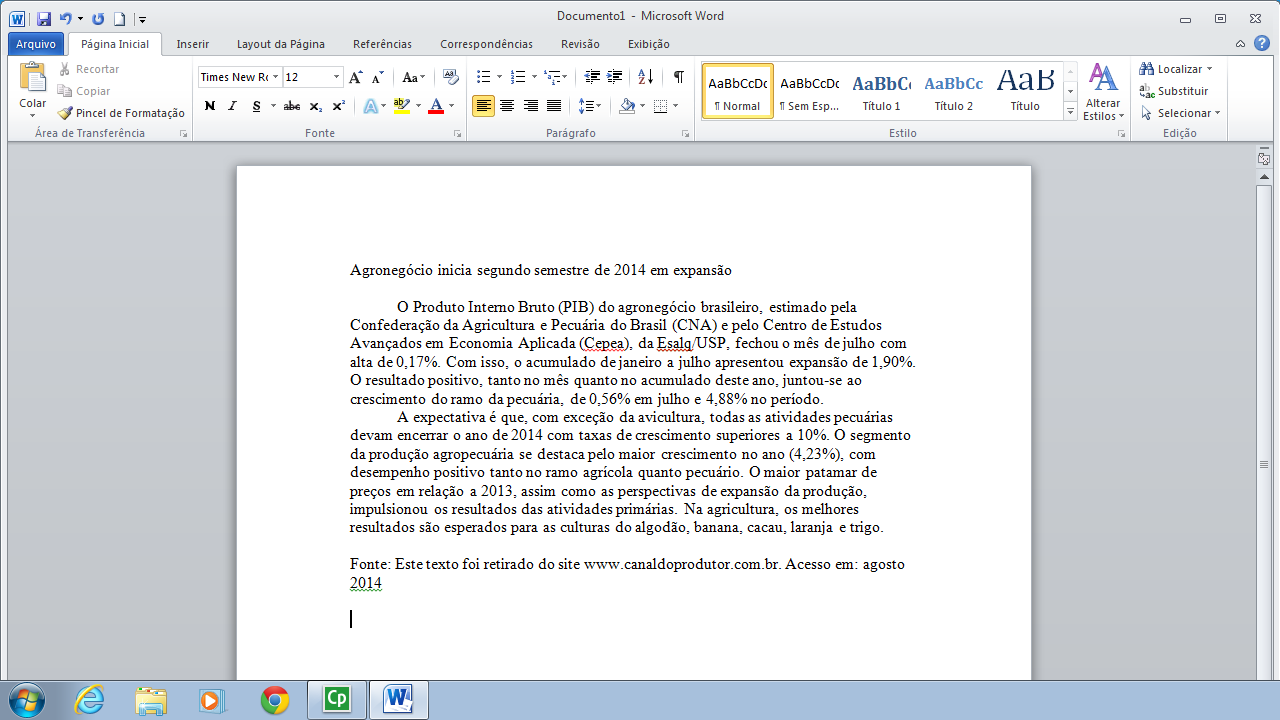 Documento1 - Microsoft Word
Arquivo Página Inicial Inserir Layout da Página Referências Correspondências Revisão Exibição
Colar
Recortar
Copiar
Pincel de Formatação
Área de Transferência
Times New Ro 12
N I S abc x₂ x²
Fonte
Parágrafo
AaBbCcDc AaBbCcDc AaBbCc AaBbCc AaB
¶ Normal ¶ Sem Esp... Título 1 Título 2 Título
Alterar
Estilos
Estilo
Localizar
Substituir
Selecionar
Edição
Agronegócio inicia segundo semestre de 2014 em expansão
O Produto Interno Bruto (PIB) do agronegócio brasileiro, estimado pela
Confederação da Agricultura e Pecuária do Brasil (CNA) e pelo Centro de Estudos
Avançados em Economia Aplicada (Cepea), da Esalq/USP, fechou o mês de julho com
alta de 0,17%. Com isso, o acumulado de janeiro a julho apresentou expansão de 1,90%.
O resultado positivo, tanto no mês quanto no acumulado deste ano, juntou-se ao
crescimento do ramo da pecuária, de 0,56% em julho e 4,88% no período.
A expectativa é que, com exceção da avicultura, todas as atividades pecuárias
devam encerrar o ano de 2014 com taxas de crescimento superiores a 10%. O segmento
da produção agropecuária se destaca pelo maior crescimento no ano (4,23%), com
desempenho positivo tanto no ramo agrícola quanto pecuário. O maior patamar de
preços em relação a 2013, assim como as perspectivas de expansão da produção,
impulsionou os resultados das atividades primárias. Na agricultura, os melhores
resultados são esperados para as culturas do algodão, banana, cacau, laranja e trigo.
Fonte: Este texto foi retirado do site www.canaldoprodutor.com.br. Acesso em: agosto
2014
Cp